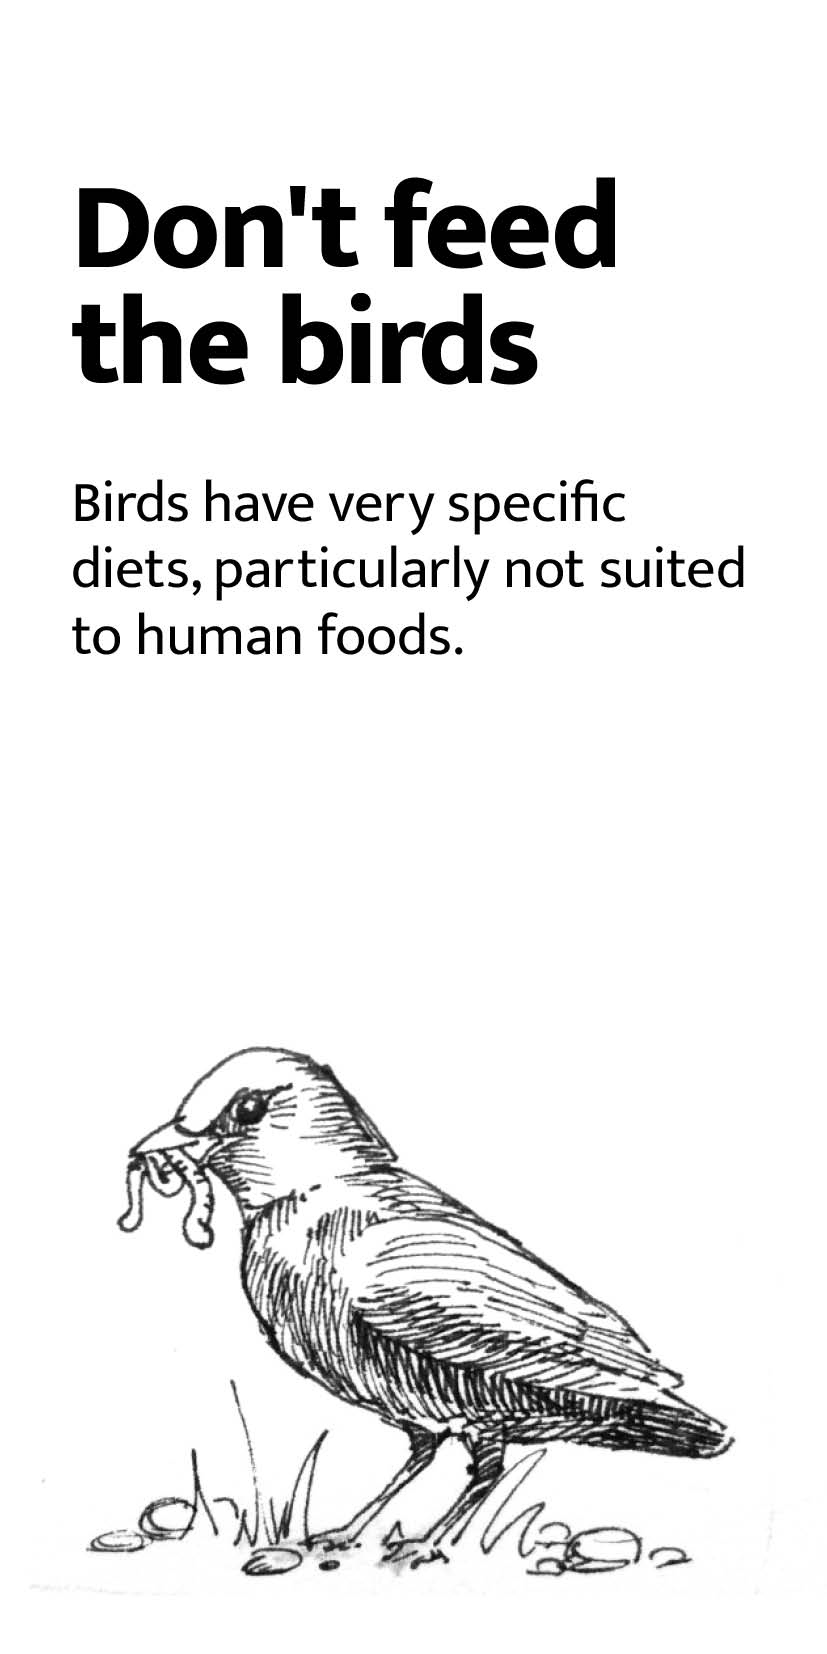 Don't feed
the birds
Birds have very specific
diets, particularly not suited
to human foods.